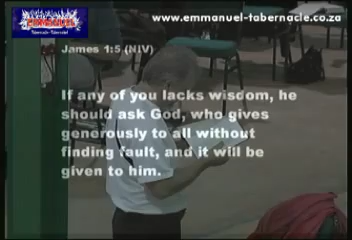 www.emmanuel-tabernacle.co.za
James 1:5 (NIV)
If any of you lacks wisdom, he
should ask God, who gives
generously to all without
finding fault, and it will be
given to him.